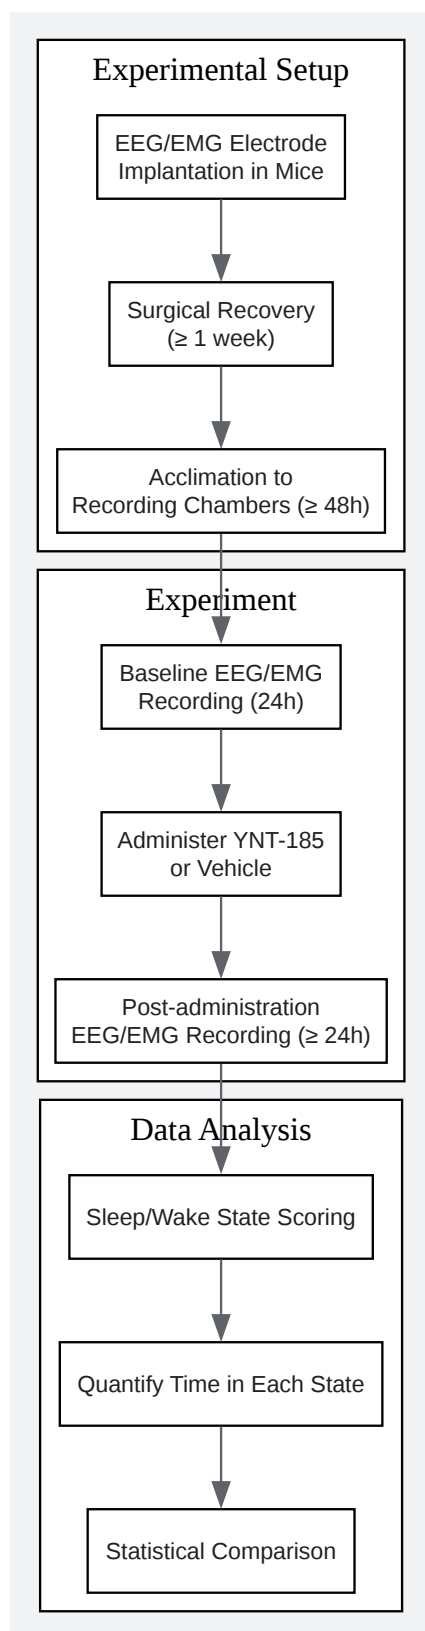 Experimental Setup
EEG/EMG Electrode
Implantation in Mice
Surgical Recovery
(≥ 1 week)
Acclimation to
Recording Chambers (≥ 48h)
Experiment
Baseline EEG/EMG
Recording (24h)
Administer YNT-185
or Vehicle
Post-administration
EEG/EMG Recording (≥ 24h)
Data Analysis
Sleep/Wake State Scoring
Quantify Time in Each State
Statistical Comparison